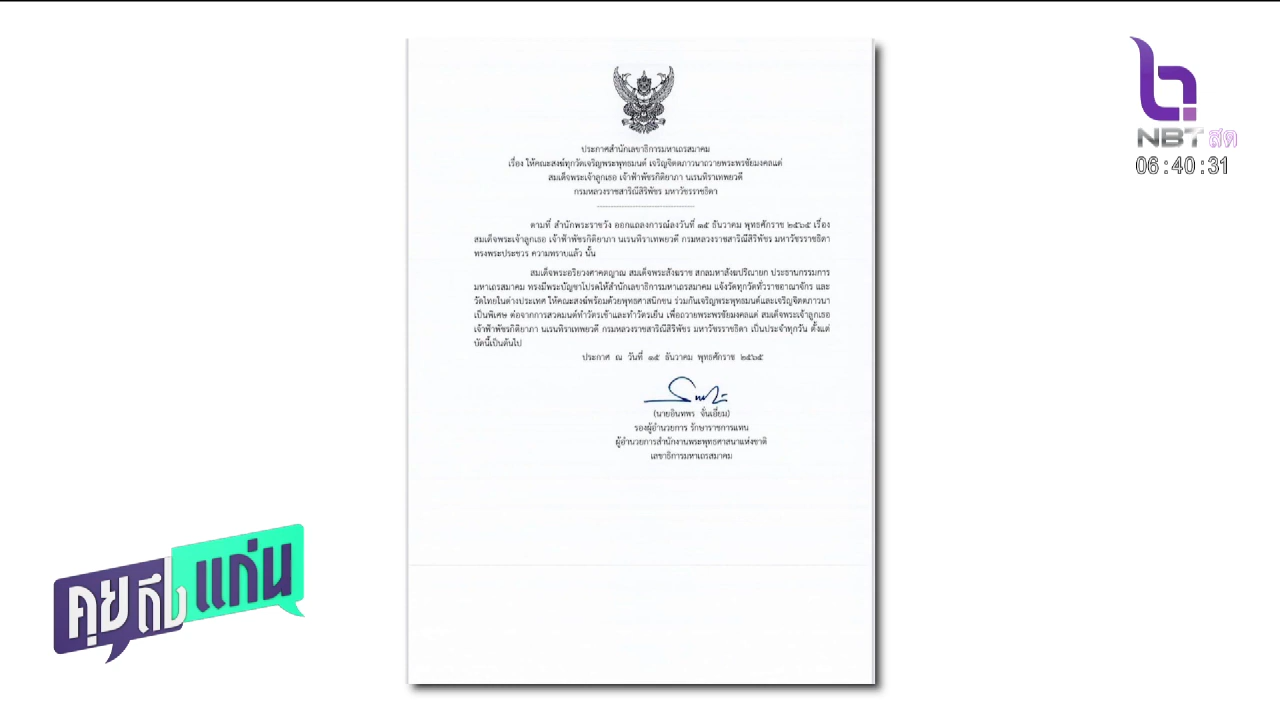 ประกาศสำนักเลขาธิการมหาเถรสมาคม
เรื่อง ให้คณะสงฆ์ทุกวัดเจริญพระพุทธมนต์ เจริญจิตตภาวนาถวายพระพรชัยมงคลแด่
สมเด็จพระเจ้าลูกเธอ เจ้าฟ้าพัชรกิติยาภา นเรนทิราเทพยวดี
กรมหลวงราชสาริณีสิริพัชร มหาวัชรราชธิดา
ตามที่ สำนักพระราชวัง ออกแถลงการณ์ลงวันที่ ๑๕ ธันวาคม พุทธศักราช ๒๕๖๕ เรื่อง
สมเด็จพระเจ้าลูกเธอ เจ้าฟ้าพัชรกิติยาภา นเรนทิราเทพยวดี กรมหลวงราชสาริณีสิริพัชร มหาวัชรราชธิดา
ทรงพระประชวร ความทราบแล้ว นั้น
สมเด็จพระอริยวงศาคตญาณ สมเด็จพระสังฆราช สกลมหาสังฆปริณายก ประธานกรรมการ
มหาเถรสมาคม ทรงมีพระบัญชาโปรดให้สำนักเลขาธิการมหาเถรสมาคม แจ้งวัดทุกวัดทั่วราชอาณาจักร และ
วัดไทยในต่างประเทศ ให้คณะสงฆ์พร้อมด้วยพุทธศาสนิกชน ร่วมกันเจริญพระพุทธมนต์และเจริญจิตตภาวนา
เป็นพิเศษ ต่อจากการสวดมนต์ทำวัตรเช้าและทำวัตรเย็น เพื่อถวายพระพรชัยมงคลแด่ สมเด็จพระเจ้าลูกเธอ
เจ้าฟ้าพัชรกิติยาภา นเรนทิราเทพยวดี กรมหลวงราชสาริณีสิริพัชร มหาวัชรราชธิดา เป็นประจำทุกวัน ตั้งแต่
บัดนี้เป็นต้นไป
ประกาศ ณ วันที่ ๑๕ ธันวาคม พุทธศักราช ๒๕๖๕
(นายอินทพร จั่นเอี่ยม)
รองผู้อำนวยการ รักษาราชการแทน
ผู้อำนวยการสำนักงานพระพุทธศาสนาแห่งชาติ
เลขาธิการมหาเถรสมาคม
NBT สด
06:40:31
คุยถึงแก่น